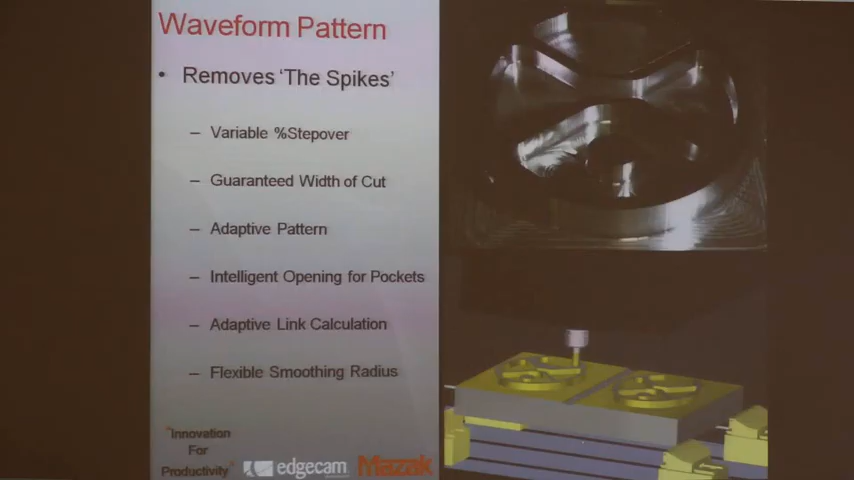 Waveform Pattern
• Removes 'The Spikes'
– Variable %Stepover
– Guaranteed Width of Cut
– Adaptive Pattern
– Intelligent Opening for Pockets
– Adaptive Link Calculation
– Flexible Smoothing Radius
"Innovation
For
Productivity"
edgecam
Mazak